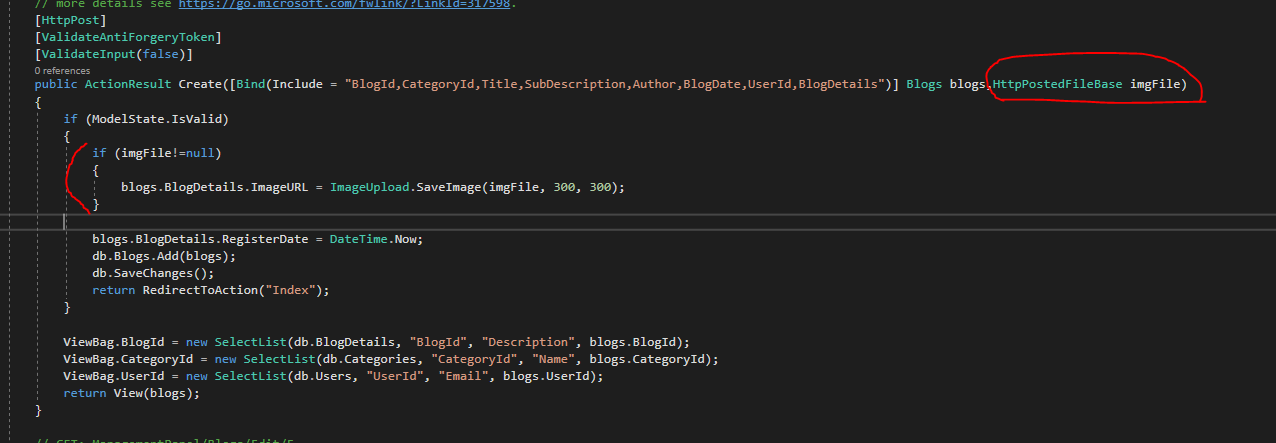 // more details see https://go.microsoft.com/fwlink/?LinkId=317598.
[HttpPost]
[ValidateAntiForgeryToken]
[ValidateInput(false)]
0 references
public ActionResult Create([Bind(Include = "BlogId,CategoryId,Title,SubDescription,Author,BlogDate,UserId,BlogDetails")] Blogs blogs,HttpPostedFileBase imgFile)
{
if (ModelState.IsValid)
{
if (imgFile!=null)
{
blogs.BlogDetails.ImageURL = ImageUpload.SaveImage(imgFile, 300, 300);
}
blogs.BlogDetails.RegisterDate = DateTime.Now;
db.Blogs.Add(blogs);
db.SaveChanges();
return RedirectToAction("Index");
}
ViewBag.BlogId = new SelectList(db.BlogDetails, "BlogId", "Description", blogs.BlogId);
ViewBag.CategoryId = new SelectList(db.Categories, "CategoryId", "Name", blogs.CategoryId);
ViewBag.UserId = new SelectList(db.Users, "UserId", "Email", blogs.UserId);
return View(blogs);
}